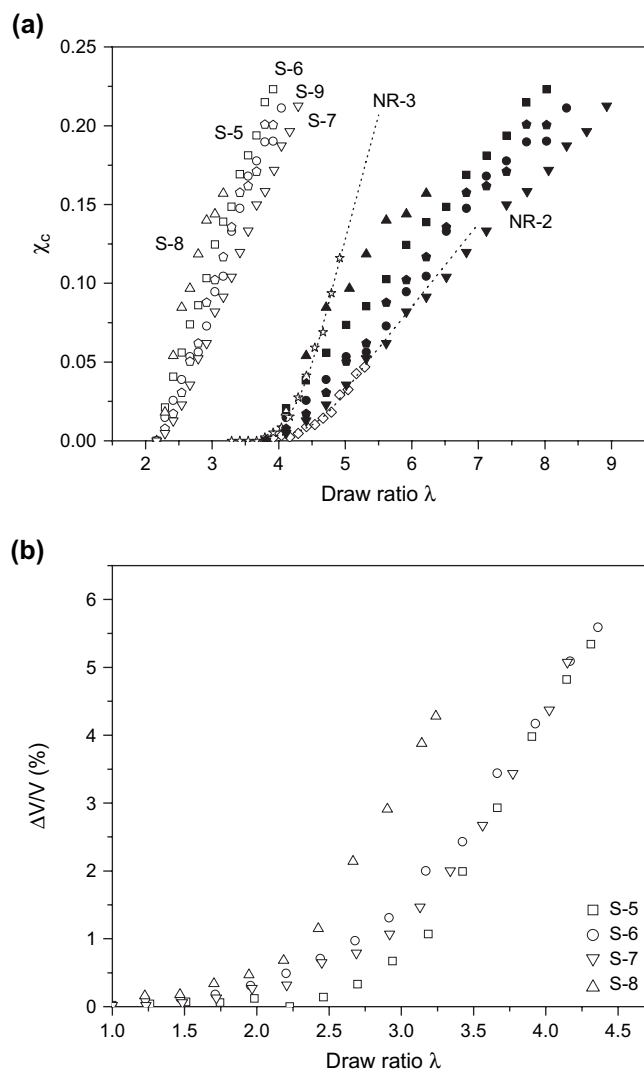 (a)
0.25
0.20
0.15
0.10
0.05
0.00
χc
S-6
S-9
S-7
S-5
S-8
NR-3
NR-2
2 3 4 5 6 7 8 9
Draw ratio λ
(b)
6
5
4
3
2
1
0
ΔV/V (%)
S-5
S-6
S-7
S-8
1.0 1.5 2.0 2.5 3.0 3.5 4.0 4.5
Draw ratio λ